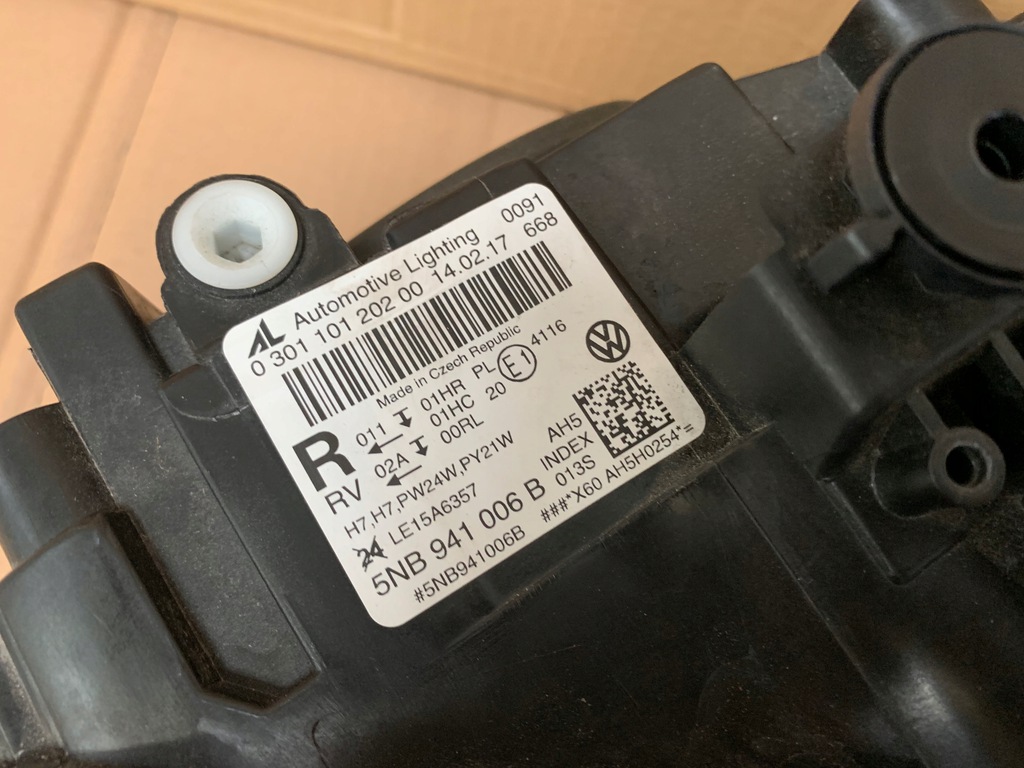 AL Automotive Lighting 0091
0 301 101 202 00 14.02.17 668
Made in Czech Republic
R 011 01HR PL E1 4116
01HC 20
RV 02A 00RL
H7,H7,PW24W,PY21W AH5
24 LE15A6357 INDEX
5NB 941 006 B 013S
#5NB941006B ###*X60 AH5H0254*=
VW